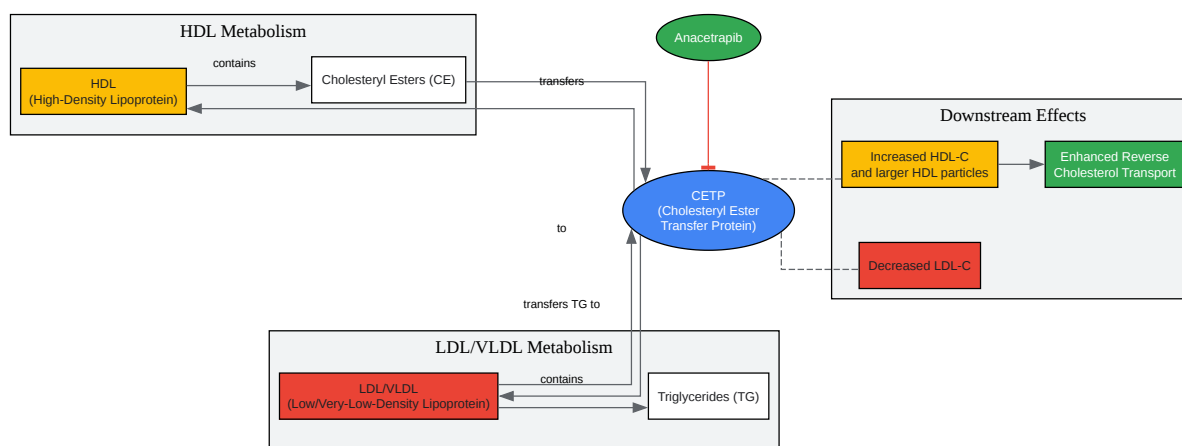 HDL Metabolism
HDL
(High-Density Lipoprotein)
contains
Cholesteryl Esters (CE)
transfers
Anacetrapib
CETP
(Cholesteryl Ester
Transfer Protein)
Downstream Effects
Increased HDL-C
and larger HDL particles
Enhanced Reverse
Cholesterol Transport
Decreased LDL-C
to
transfers TG to
LDL/VLDL Metabolism
LDL/VLDL
(Low/Very-Low-Density Lipoprotein)
contains
Triglycerides (TG)